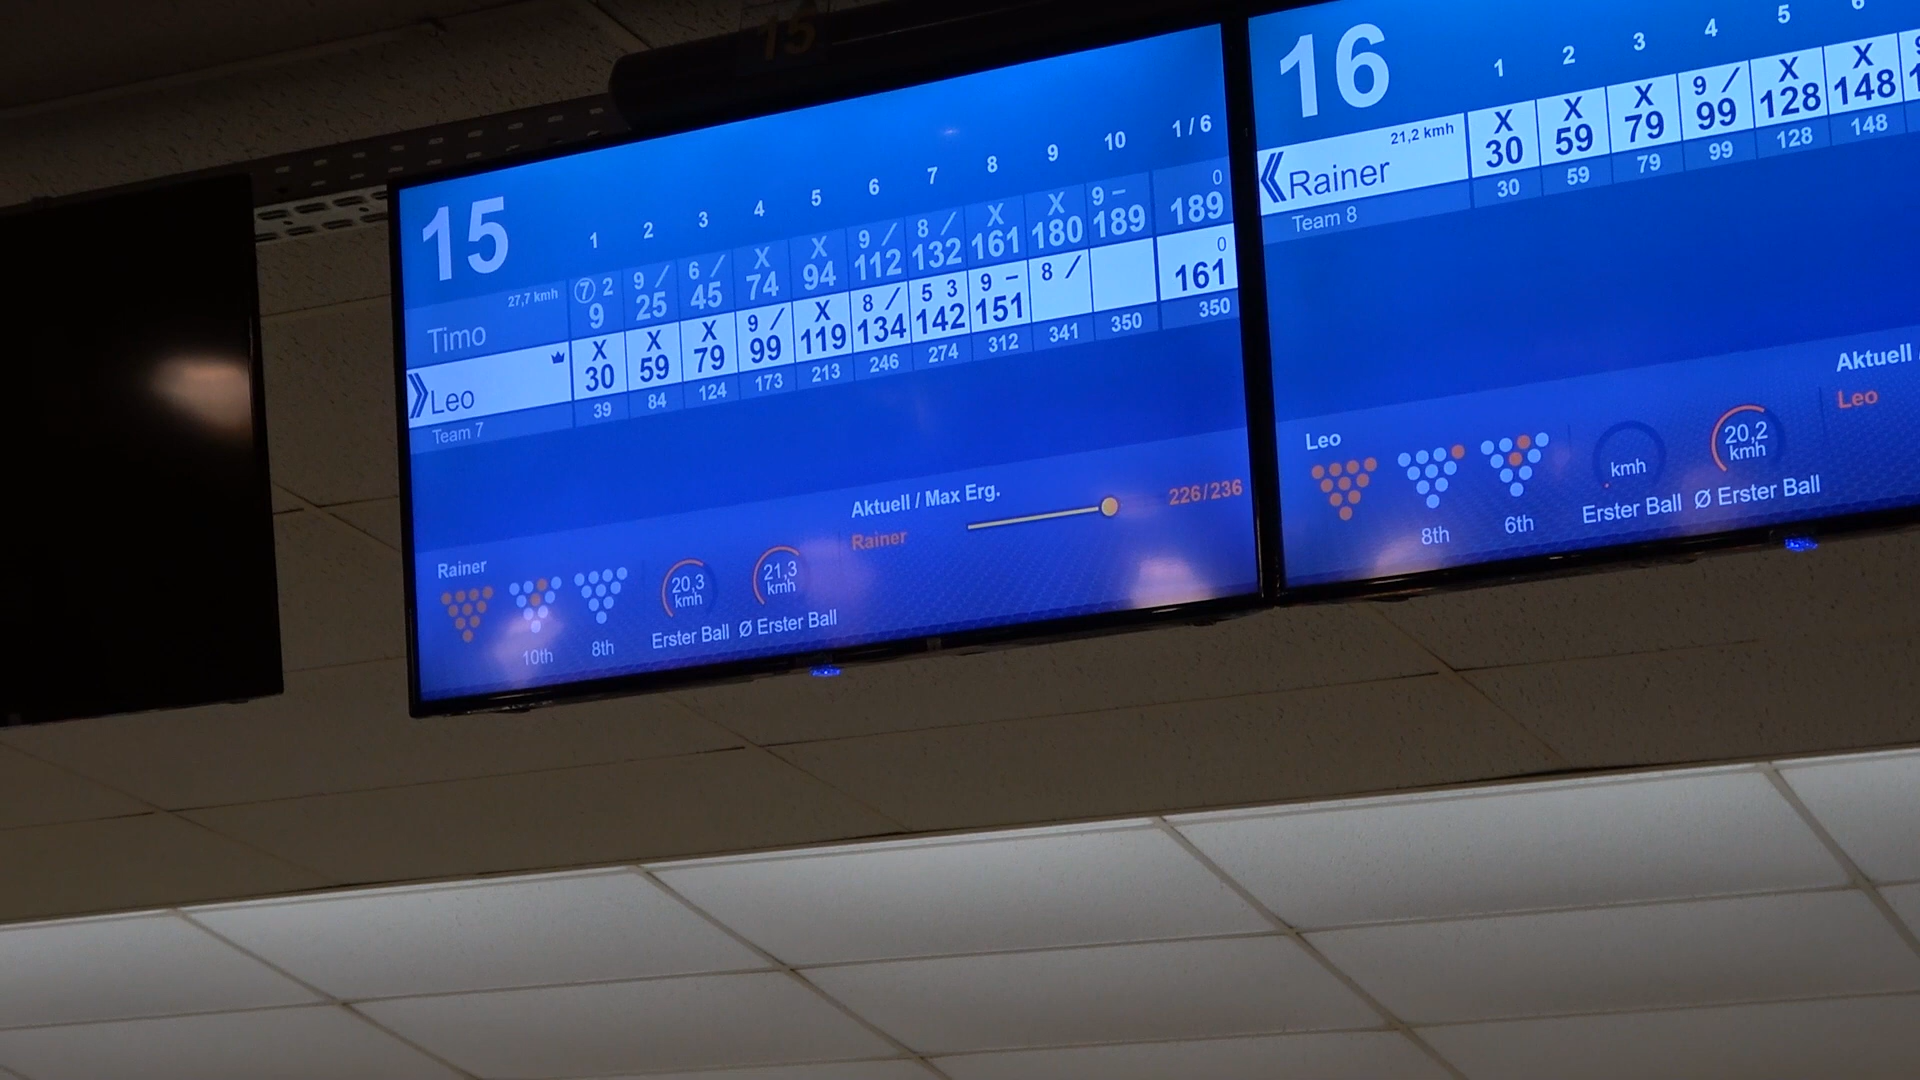 15
15
1 2 3 4 5 6 7 8 9 10 1 / 6
27,7 kmh
Timo
7 2 9 / 6 / X X 9 / 8 / X X 9 − 0
9 25 45 74 94 112 132 161 180 189 189
Leo
X X X 9 / X 8 / 5 3 9 − 8 / 0
30 59 79 99 119 134 142 151 161
Team 7
39 84 124 173 213 246 274 312 341 350 350
Rainer
10th 8th
20,3 kmh
Erster Ball
21,3 kmh
Ø Erster Ball
Aktuell / Max Erg.
Rainer 226/236
16
1 2 3 4 5 6
21,2 kmh
Rainer
X X X 9 / X X
30 59 79 99 128 148
Team 8
30 59 79 99 128 148
Leo
8th 6th
kmh
Erster Ball
20,2 kmh
Ø Erster Ball
Aktuell
Leo